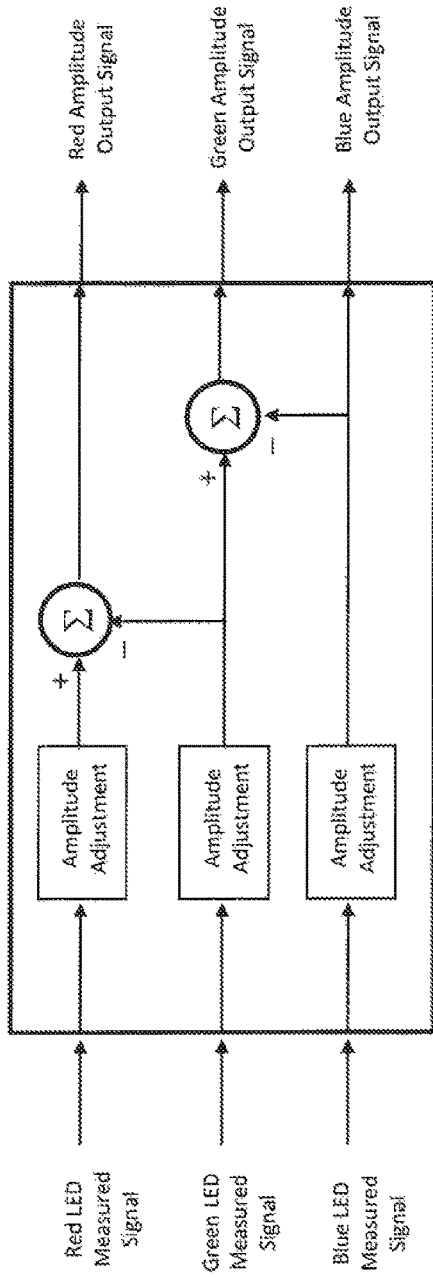 Red LED
Measured
Signal
Green LED
Measured
Signal
Blue LED
Measured
Signal
Amplitude
Adjustment
Amplitude
Adjustment
Amplitude
Adjustment
+
−
Σ
+
−
Σ
Red Amplitude
Output Signal
Green Amplitude
Output Signal
Blue Amplitude
Output Signal